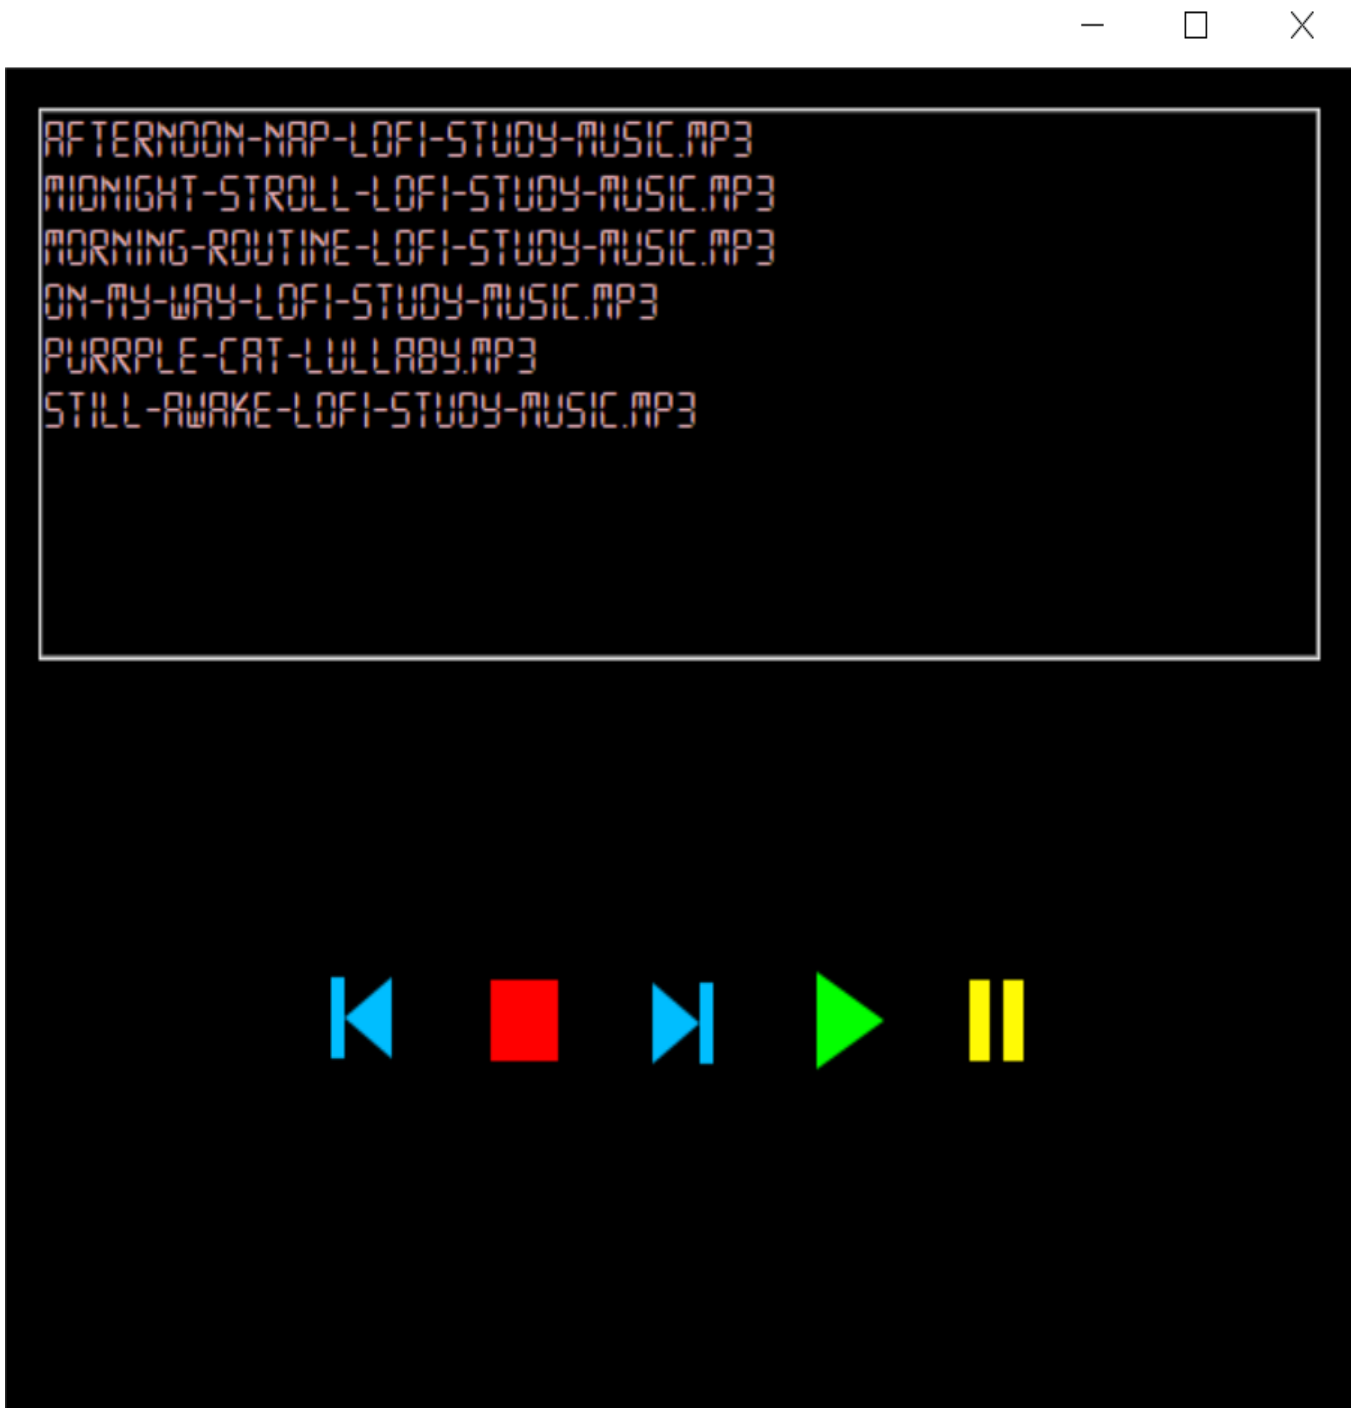 AFTERNOON-NAP-LOFI-STUDY-MUSIC.MP3
MIDNIGHT-STROLL-LOFI-STUDY-MUSIC.MP3
MORNING-ROUTINE-LOFI-STUDY-MUSIC.MP3
ON-MY-WAY-LOFI-STUDY-MUSIC.MP3
PURRPLE-CAT-LULLABY.MP3
STILL-AWAKE-LOFI-STUDY-MUSIC.MP3